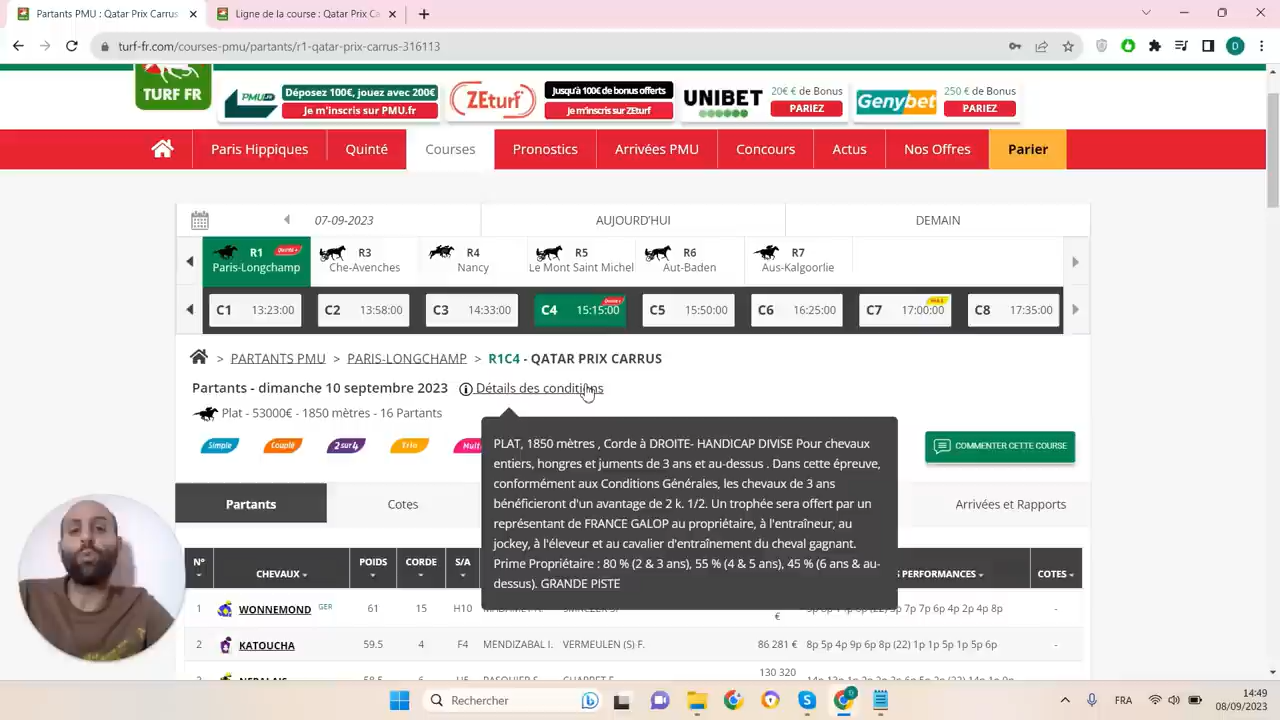 Partants PMU : Qatar Prix Carrus
Ligne de la course : Qatar Prix Ca
turf-fr.com/courses-pmu/partants/r1-qatar-prix-carrus-316113
D
TURF FR
PMU.fr
Déposez 100€, jouez avec 200€
Je m'inscris sur PMU.fr
ZEturf
Jusqu'à 100€ de bonus offerts
Je m'inscris sur ZEturf
UNIBET
20€ € de Bonus
PARIEZ
Genybet
250 € de Bonus
PARIEZ
Paris Hippiques
Quinté
Courses
Pronostics
Arrivées PMU
Concours
Actus
Nos Offres
Parier
07-09-2023
AUJOURD'HUI
DEMAIN
R1
Paris-Longchamp
R3
Che-Avenches
R4
Nancy
R5
Le Mont Saint Michel
R6
Aut-Baden
R7
Aus-Kalgoorlie
C1 13:23:00
C2 13:58:00
C3 14:33:00
C4 15:15:00
C5 15:50:00
C6 16:25:00
C7 17:00:00
C8 17:35:00
> PARTANTS PMU > PARIS-LONGCHAMP > R1C4 - QATAR PRIX CARRUS
Partants - dimanche 10 septembre 2023
Détails des conditions
Plat - 53000€ - 1850 mètres - 16 Partants
Simple
Couplé
2 sur 4
Trio
PLAT, 1850 mètres , Corde à DROITE- HANDICAP DIVISE Pour chevaux
entiers, hongres et juments de 3 ans et au-dessus . Dans cette épreuve,
conformément aux Conditions Générales, les chevaux de 3 ans
bénéficieront d'un avantage de 2 k. 1/2. Un trophée sera offert par un
représentant de FRANCE GALOP au propriétaire, à l'entraîneur, au
jockey, à l'éleveur et au cavalier d'entraînement du cheval gagnant.
Prime Propriétaire : 80 % (2 & 3 ans), 55 % (4 & 5 ans), 45 % (6 ans & au-
dessus). GRANDE PISTE
COMMENTER CETTE COURSE
Partants
Cotes
Arrivées et Rapports
N°
CHEVAUX
POIDS
CORDE
S/A
PERFORMANCES
COTES
1 WONNEMOND GER 61 15 H10
€
7p 7p 6p 4p 2p 4p 8p -
2 KATOUCHA 59.5 4 F4 MENDIZABAL I. VERMEULEN (S) F. 86 281 € 8p 5p 4p 9p 6p 8p (22) 1p 1p 5p 1p 5p 6p -
130 320
Rechercher
FRA
14:49
08/09/2023